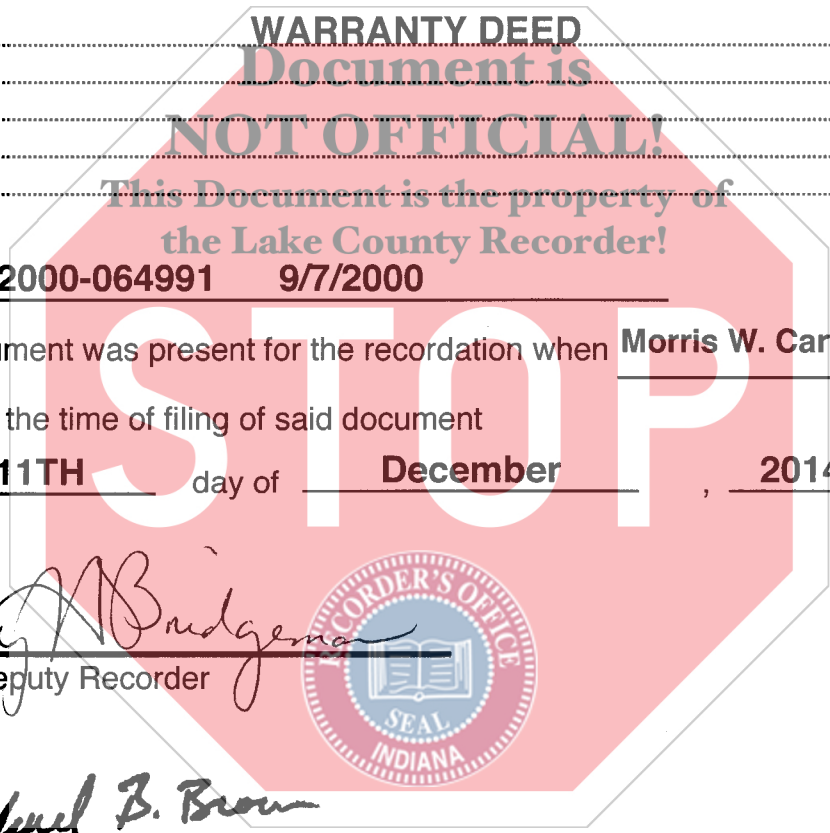 WARRANTY DEED
Document is
NOT OFFICIAL!
This Document is the property of
the Lake County Recorder!
2000-064991 9/7/2000
ument was present for the recordation when Morris W. Car
the time of filing of said document
11TH day of December , 2014
STOP
N Bridgeman
eputy Recorder
RECORDER'S OFFICE
SEAL
INDIANA
B. Brown